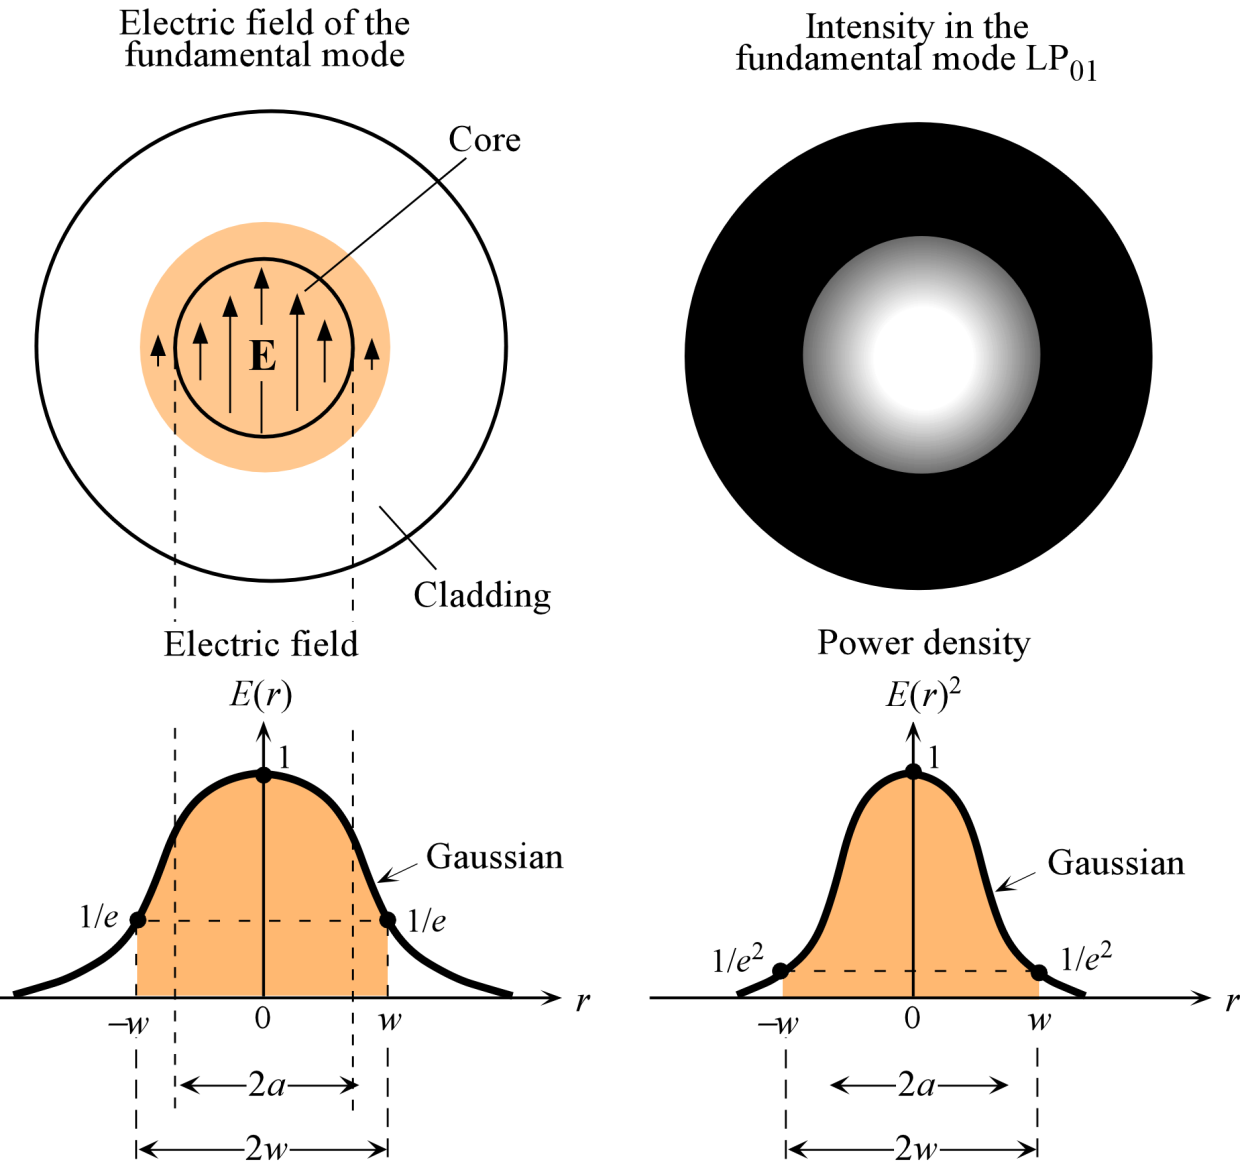 Electric field of the
fundamental mode
Core
E
Cladding
Electric field
E(r)
1
Gaussian
1/e
1/e
–w
0
w
r
2a
2w
Intensity in the
fundamental mode LP₀₁
Power density
E(r)²
1
Gaussian
1/e²
1/e²
–w
0
w
r
2a
2w